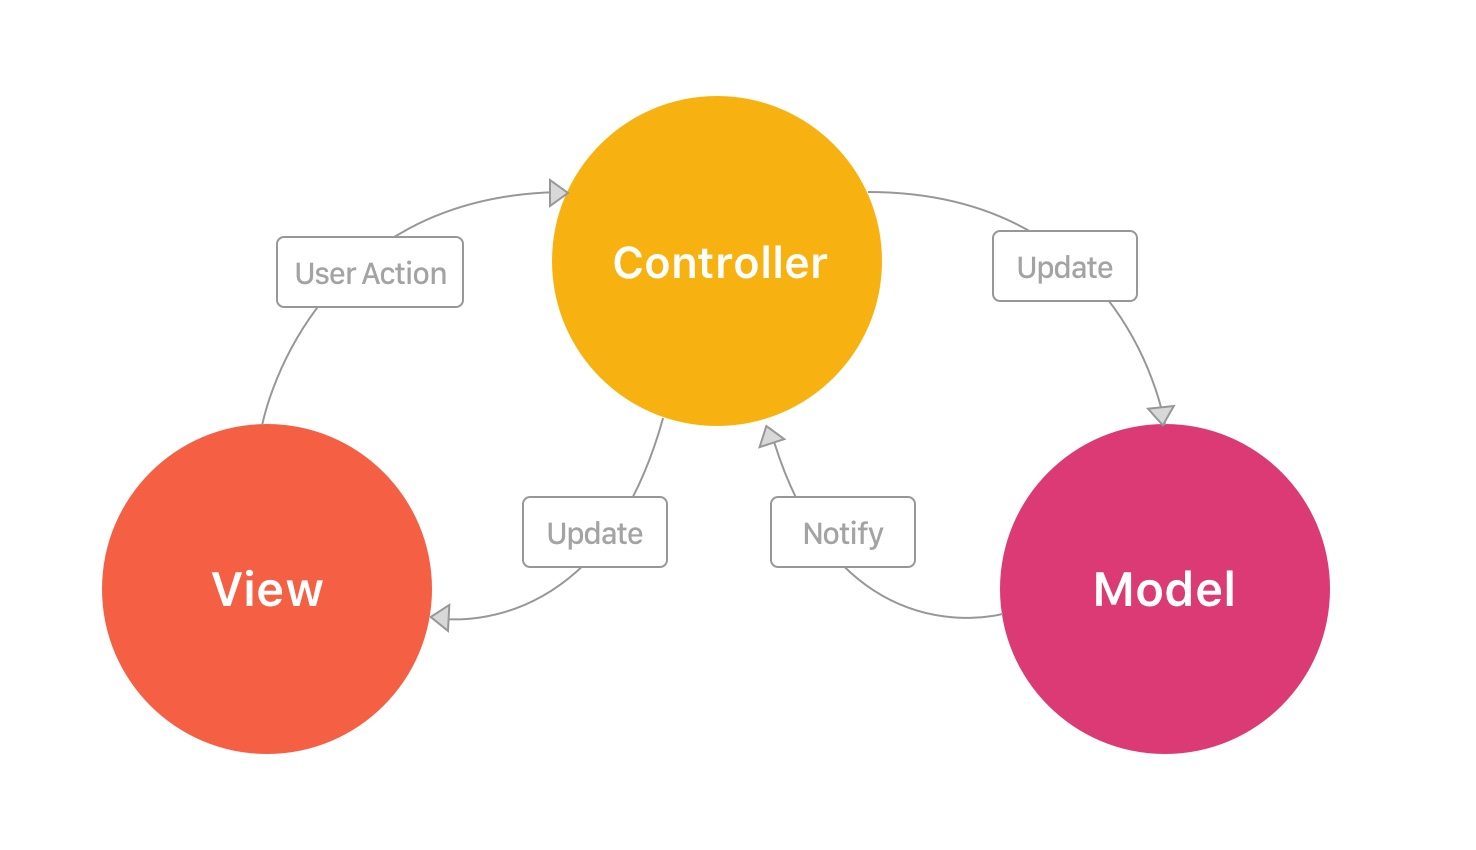 Controller
User Action
Update
Update
Notify
View
Model